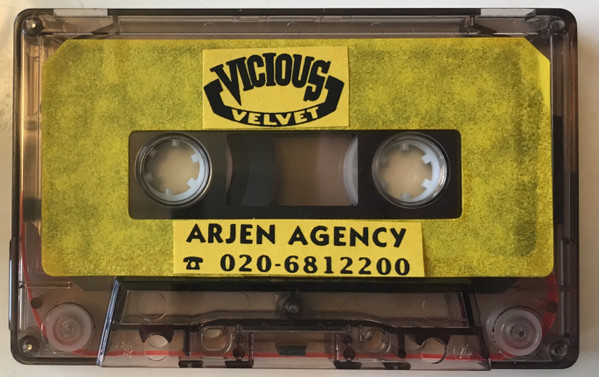 VICIOUS
VELVET
ARJEN AGENCY
☎ 020-6812200